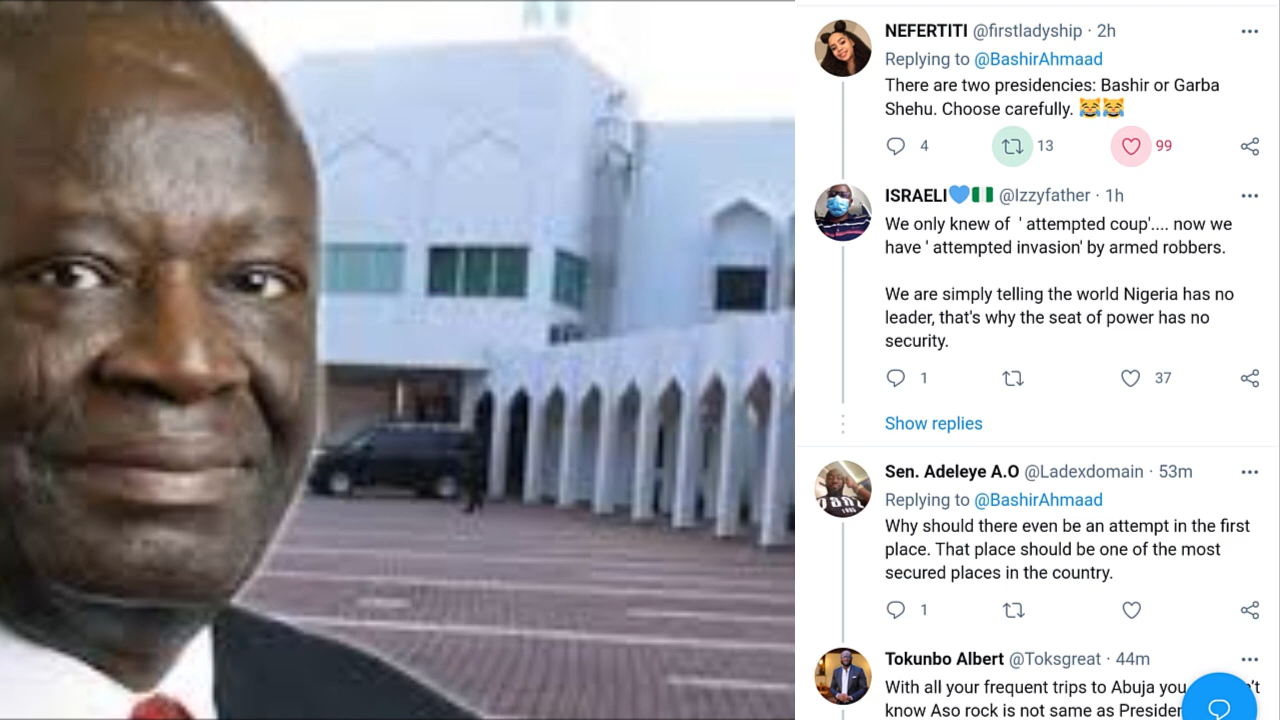 NEFERTITI @firstladyship · 2h
Replying to @BashirAhmaad
There are two presidencies: Bashir or Garba
Shehu. Choose carefully. 😹😹
4 13 99
ISRAELI💙🇳🇬 @Izzyfather · 1h
We only knew of ' attempted coup'.... now we
have ' attempted invasion' by armed robbers.
We are simply telling the world Nigeria has no
leader, that's why the seat of power has no
security.
1 37
Show replies
Sen. Adeleye A.O @Ladexdomain · 53m
Replying to @BashirAhmaad
Why should there even be an attempt in the first
place. That place should be one of the most
secured places in the country.
1
Tokunbo Albert @Toksgreat · 44m
With all your frequent trips to Abuja you
know Aso rock is not same as